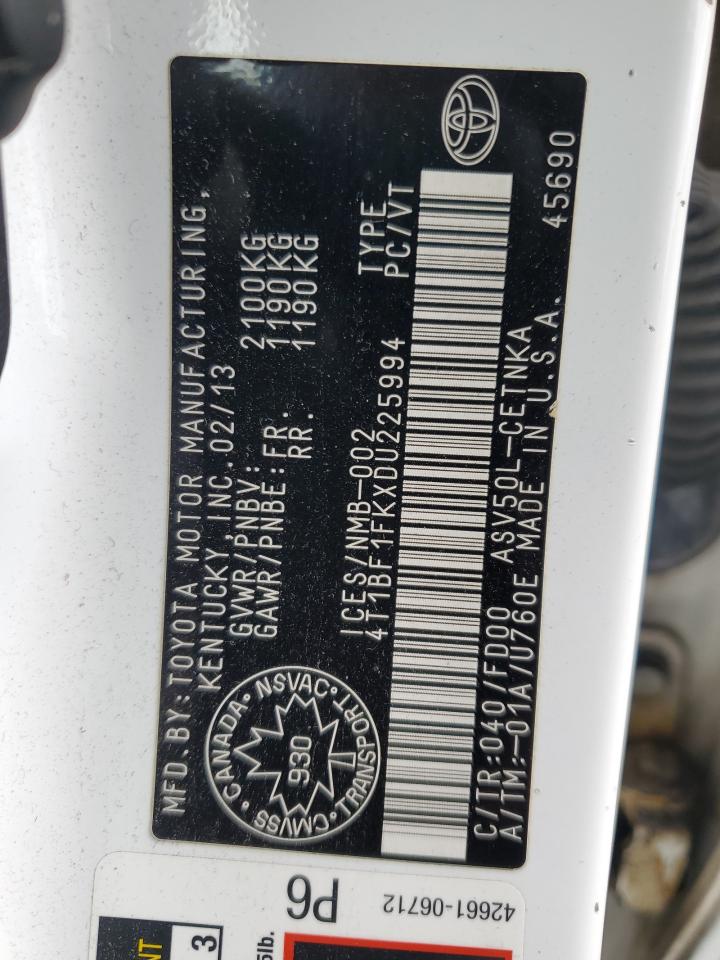 MFD. BY: TOYOTA MOTOR MANUFACTURING,
KENTUCKY, INC. 02/13
GVWR/PNBV: 2100KG
GAWR/PNBE: FR. 1190KG
RR. 1190KG
CANADA • NSVAC • TRANSPORT • CMVSS •
930
ICES/NMB-002 TYPE
4T1BF1FKXDU225994 PC/VT
C/TR: 040/FD00 ASV50L-CETNKA
A/TM: -01A/U760E MADE IN U.S.A. 45690
P6
42661-06712
NT
3
5lb.